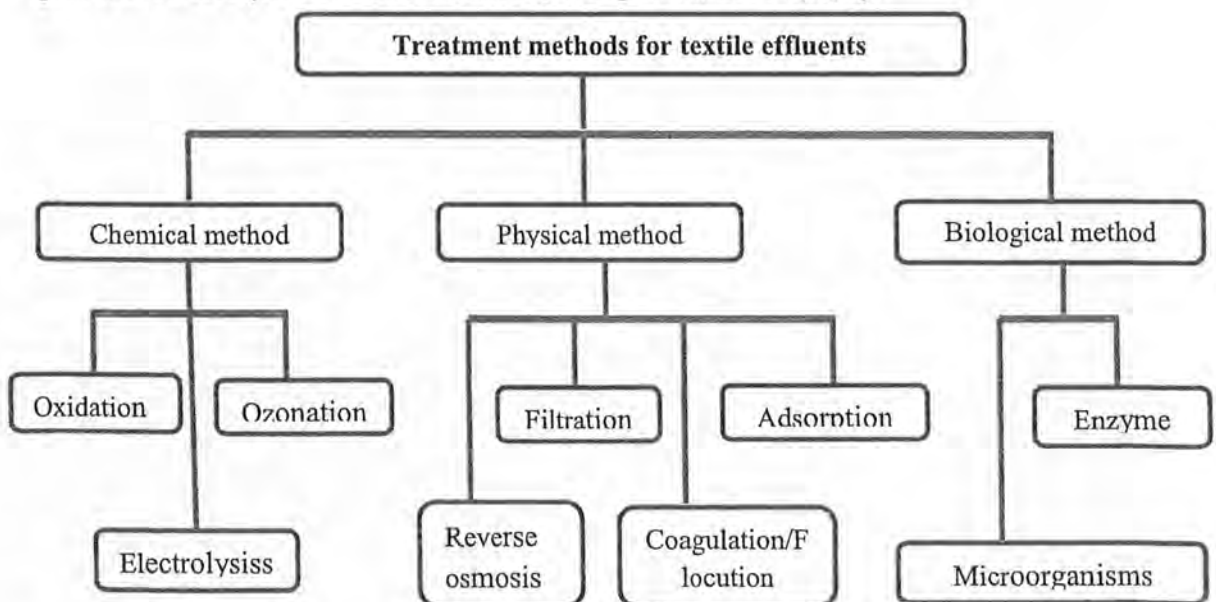 Treatment methods for textile effluents
Chemical method
Physical method
Biological method
Oxidation
Ozonation
Filtration
Adsorption
Enzyme
Electrolysiss
Reverse
osmosis
Coagulation/F
locution
Microorganisms